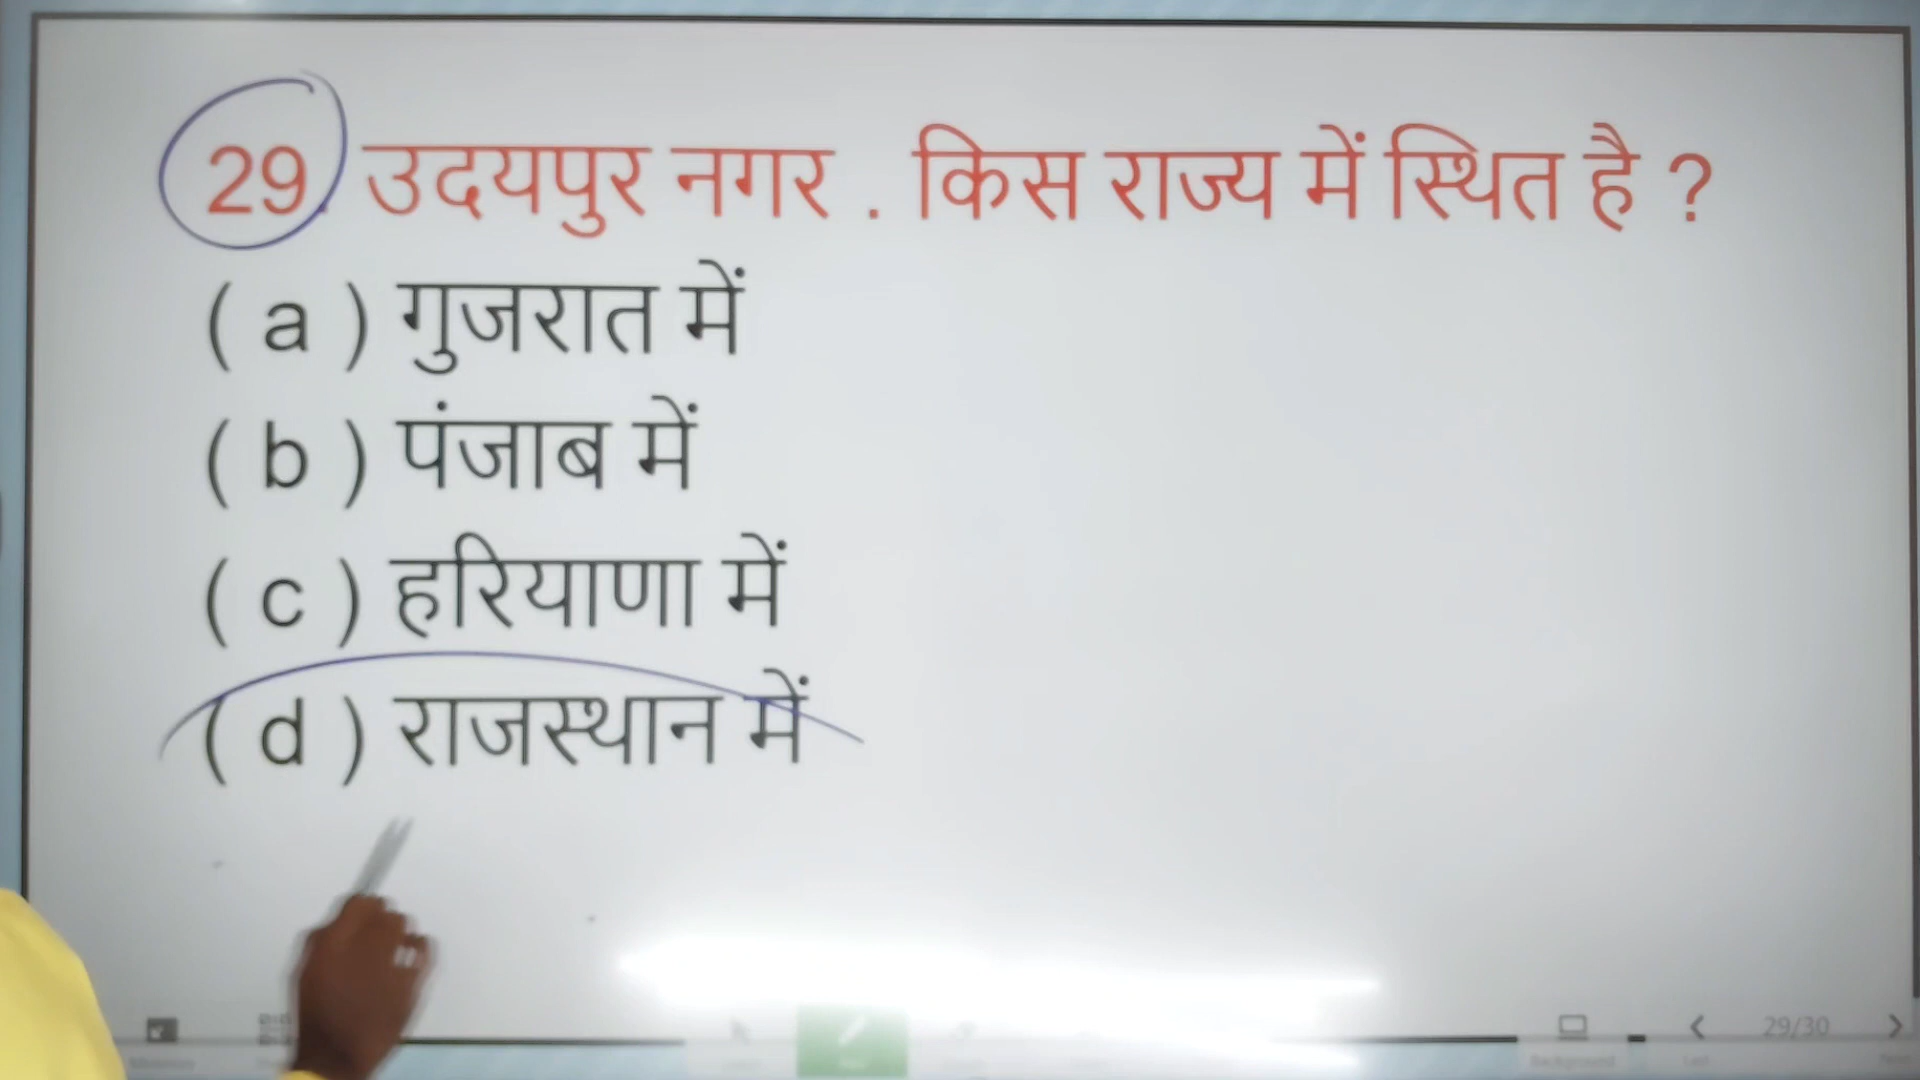 29. उदयपुर नगर . किस राज्य में स्थित है ?
( a ) गुजरात में
( b ) पंजाब में
( c ) हरियाणा में
( d ) राजस्थान में
29/30